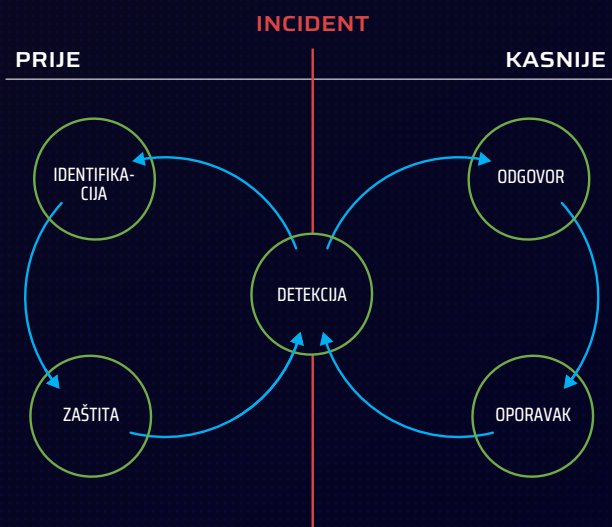 INCIDENT
PRIJE
KASNIJE
IDENTIFIKA-
CIJA
ODGOVOR
DETEKCIJA
ZAŠTITA
OPORAVAK